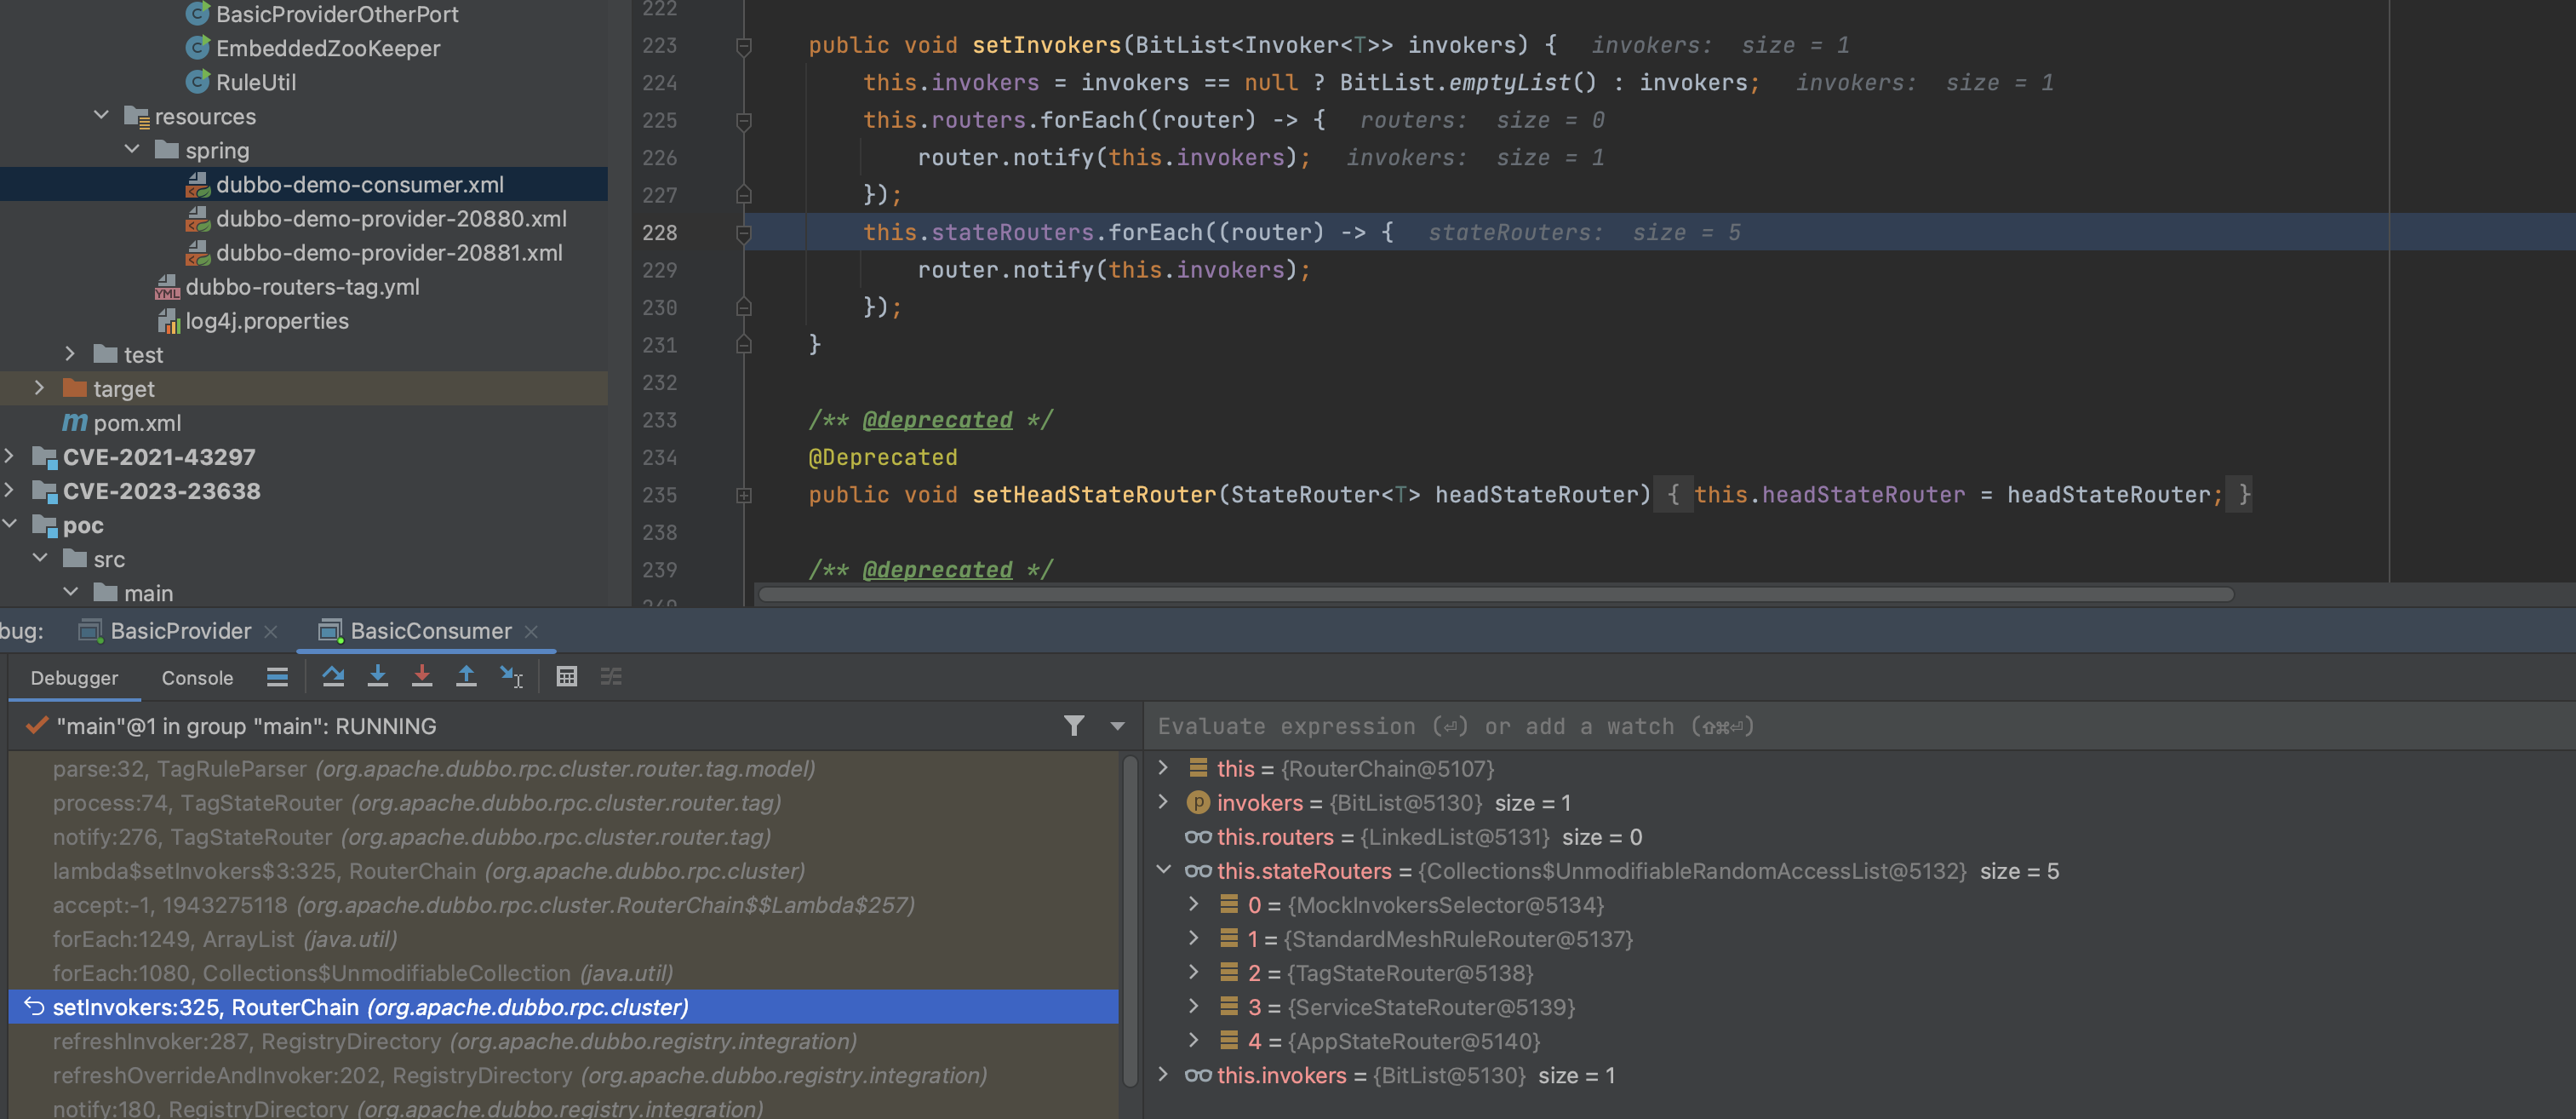 BasicProviderOtherPort
EmbeddedZooKeeper
RuleUtil
resources
spring
dubbo-demo-consumer.xml
dubbo-demo-provider-20880.xml
dubbo-demo-provider-20881.xml
dubbo-routers-tag.yml
log4j.properties
test
target
pom.xml
CVE-2021-43297
CVE-2023-23638
poc
src
main
222
223 public void setInvokers(BitList<Invoker<T>> invokers) { invokers: size = 1
224 this.invokers = invokers == null ? BitList.emptyList() : invokers; invokers: size = 1
225 this.routers.forEach((router) -> { routers: size = 0
226 router.notify(this.invokers); invokers: size = 1
227 });
228 this.stateRouters.forEach((router) -> { stateRouters: size = 5
229 router.notify(this.invokers);
230 });
231 }
232
233 /** @deprecated */
234 @Deprecated
235 public void setHeadStateRouter(StateRouter<T> headStateRouter) { this.headStateRouter = headStateRouter; }
238
239 /** @deprecated */
bug: BasicProvider BasicConsumer
Debugger Console
"main"@1 in group "main": RUNNING
parse:32, TagRuleParser (org.apache.dubbo.rpc.cluster.router.tag.model)
process:74, TagStateRouter (org.apache.dubbo.rpc.cluster.router.tag)
notify:276, TagStateRouter (org.apache.dubbo.rpc.cluster.router.tag)
lambda$setInvokers$3:325, RouterChain (org.apache.dubbo.rpc.cluster)
accept:-1, 1943275118 (org.apache.dubbo.rpc.cluster.RouterChain$$Lambda$257)
forEach:1249, ArrayList (java.util)
forEach:1080, Collections$UnmodifiableCollection (java.util)
setInvokers:325, RouterChain (org.apache.dubbo.rpc.cluster)
refreshInvoker:287, RegistryDirectory (org.apache.dubbo.registry.integration)
refreshOverrideAndInvoker:202, RegistryDirectory (org.apache.dubbo.registry.integration)
notify:180, RegistryDirectory (org.apache.dubbo.registry.integration)
Evaluate expression (⏎) or add a watch (⇧⌘⏎)
this = {RouterChain@5107}
p invokers = {BitList@5130} size = 1
this.routers = {LinkedList@5131} size = 0
this.stateRouters = {Collections$UnmodifiableRandomAccessList@5132} size = 5
0 = {MockInvokersSelector@5134}
1 = {StandardMeshRuleRouter@5137}
2 = {TagStateRouter@5138}
3 = {ServiceStateRouter@5139}
4 = {AppStateRouter@5140}
this.invokers = {BitList@5130} size = 1